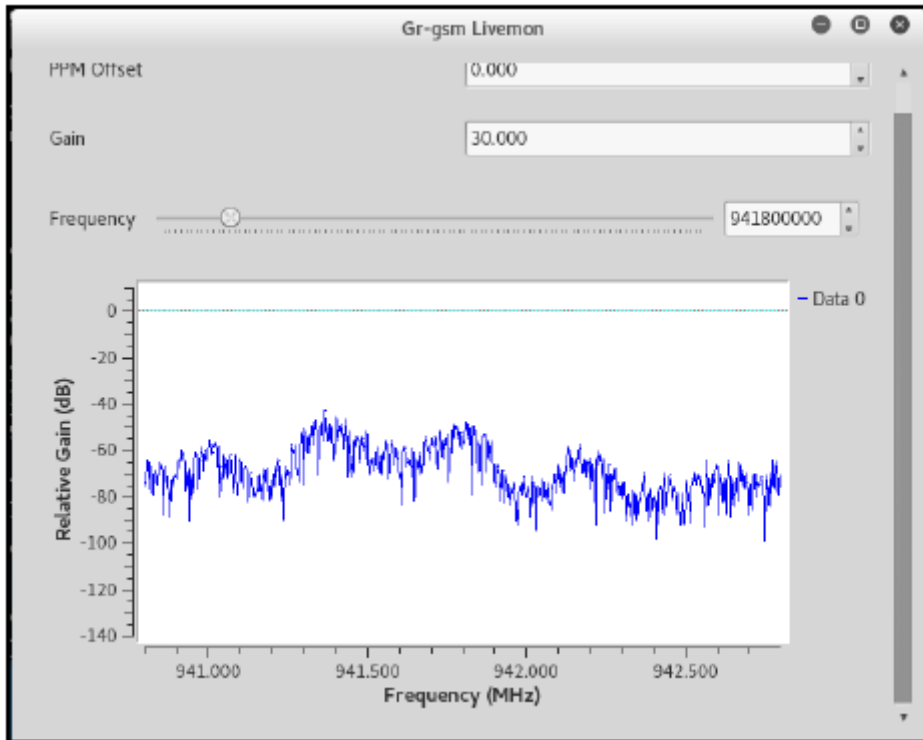 Gr-gsm Livemon
PPM Offset 0.000
Gain 30.000
Frequency 941800000
Data 0
0
-20
-40
-60
-80
-100
-120
-140
Relative Gain (dB)
941.000 941.500 942.000 942.500
Frequency (MHz)